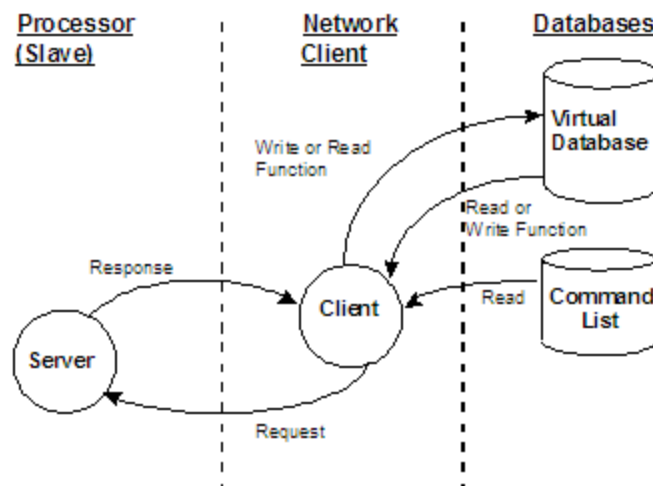 Processor
(Slave)
Network
Client
Databases
Virtual
Database
Write or Read
Function
Read or
Write Function
Response
Client
Read
Command
List
Server
Request